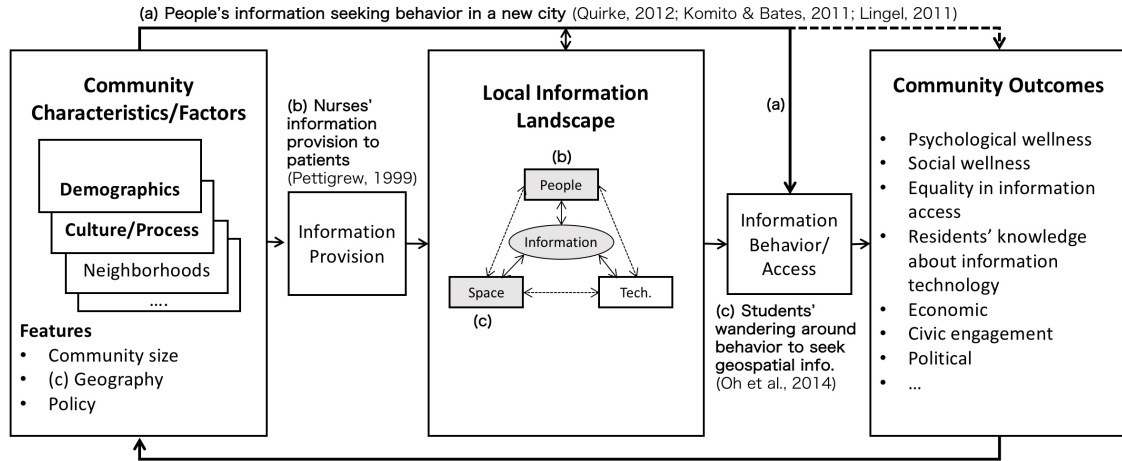 (a) People's information seeking behavior in a new city (Quirke, 2012; Komito & Bates, 2011; Lingel, 2011)
Community
Characteristics/Factors
Demographics
Culture/Process
Neighborhoods
....
Features
• Community size
• (c) Geography
• Policy
(b) Nurses'
information
provision to
patients
(Pettigrew, 1999)
Information
Provision
Local Information
Landscape
(b)
People
Information
Space
Tech.
(c)
(a)
Information
Behavior/
Access
(c) Students'
wandering around
behavior to seek
geospatial info.
(Oh et al., 2014)
Community Outcomes
• Psychological wellness
• Social wellness
• Equality in information
access
• Residents' knowledge
about information
technology
• Economic
• Civic engagement
• Political
• ...